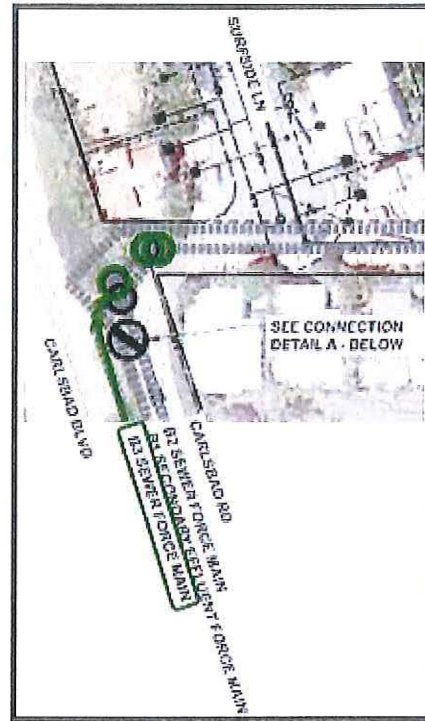 SURFSIDE LN
SEE CONNECTION
DETAIL A - BELOW
CARLSBAD BLVD.
CARLSBAD RD
B2 SEWER FORCE MAIN
B1 SECONDARY EFFLUENT FORCE MAIN
B3 SEWER FORCE MAIN